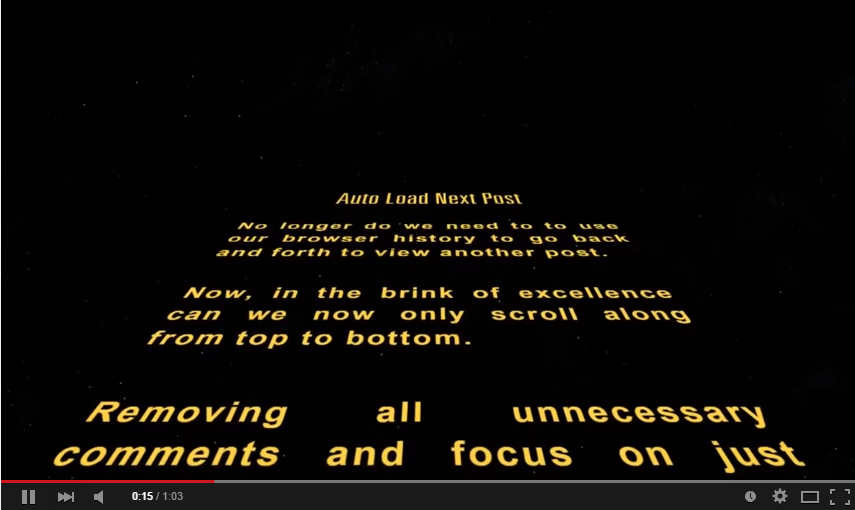 Auto Load Next Post
No longer do we need to to use
our browser history to go back
and forth to view another post.
Now, in the brink of excellence
can we now only scroll along
from top to bottom.
Removing all unnecessary
comments and focus on just
0:15 / 1:03